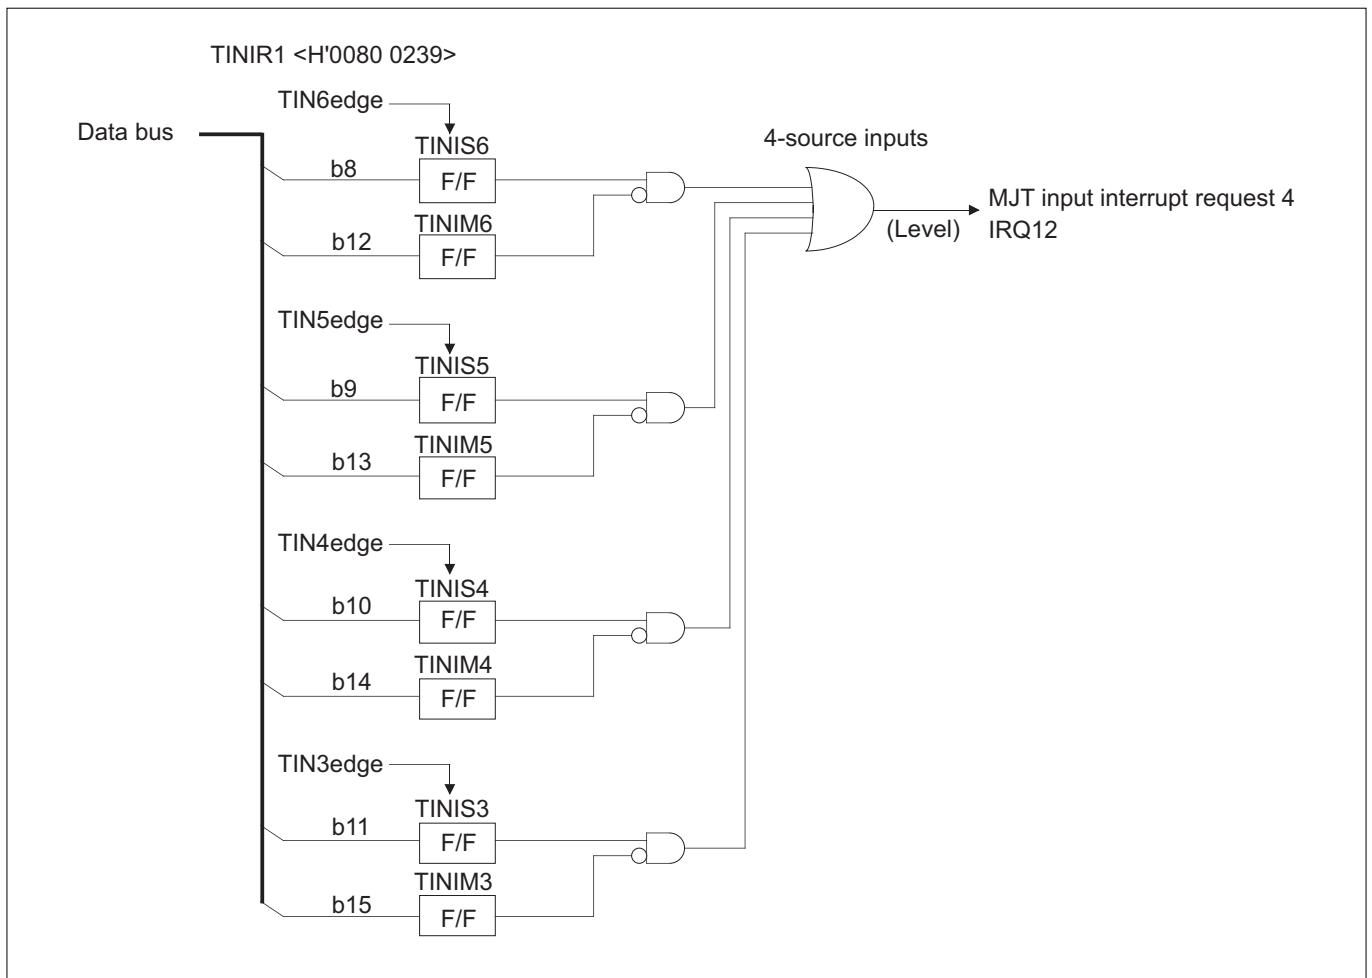 TINIR1 <H'0080 0239>
TIN6edge
Data bus
TINIS6
4-source inputs
b8
F/F
MJT input interrupt request 4
TINIM6
(Level)
IRQ12
b12
F/F
TIN5edge
TINIS5
b9
F/F
TINIM5
b13
F/F
TIN4edge
TINIS4
b10
F/F
TINIM4
b14
F/F
TIN3edge
TINIS3
b11
F/F
TINIM3
b15
F/F